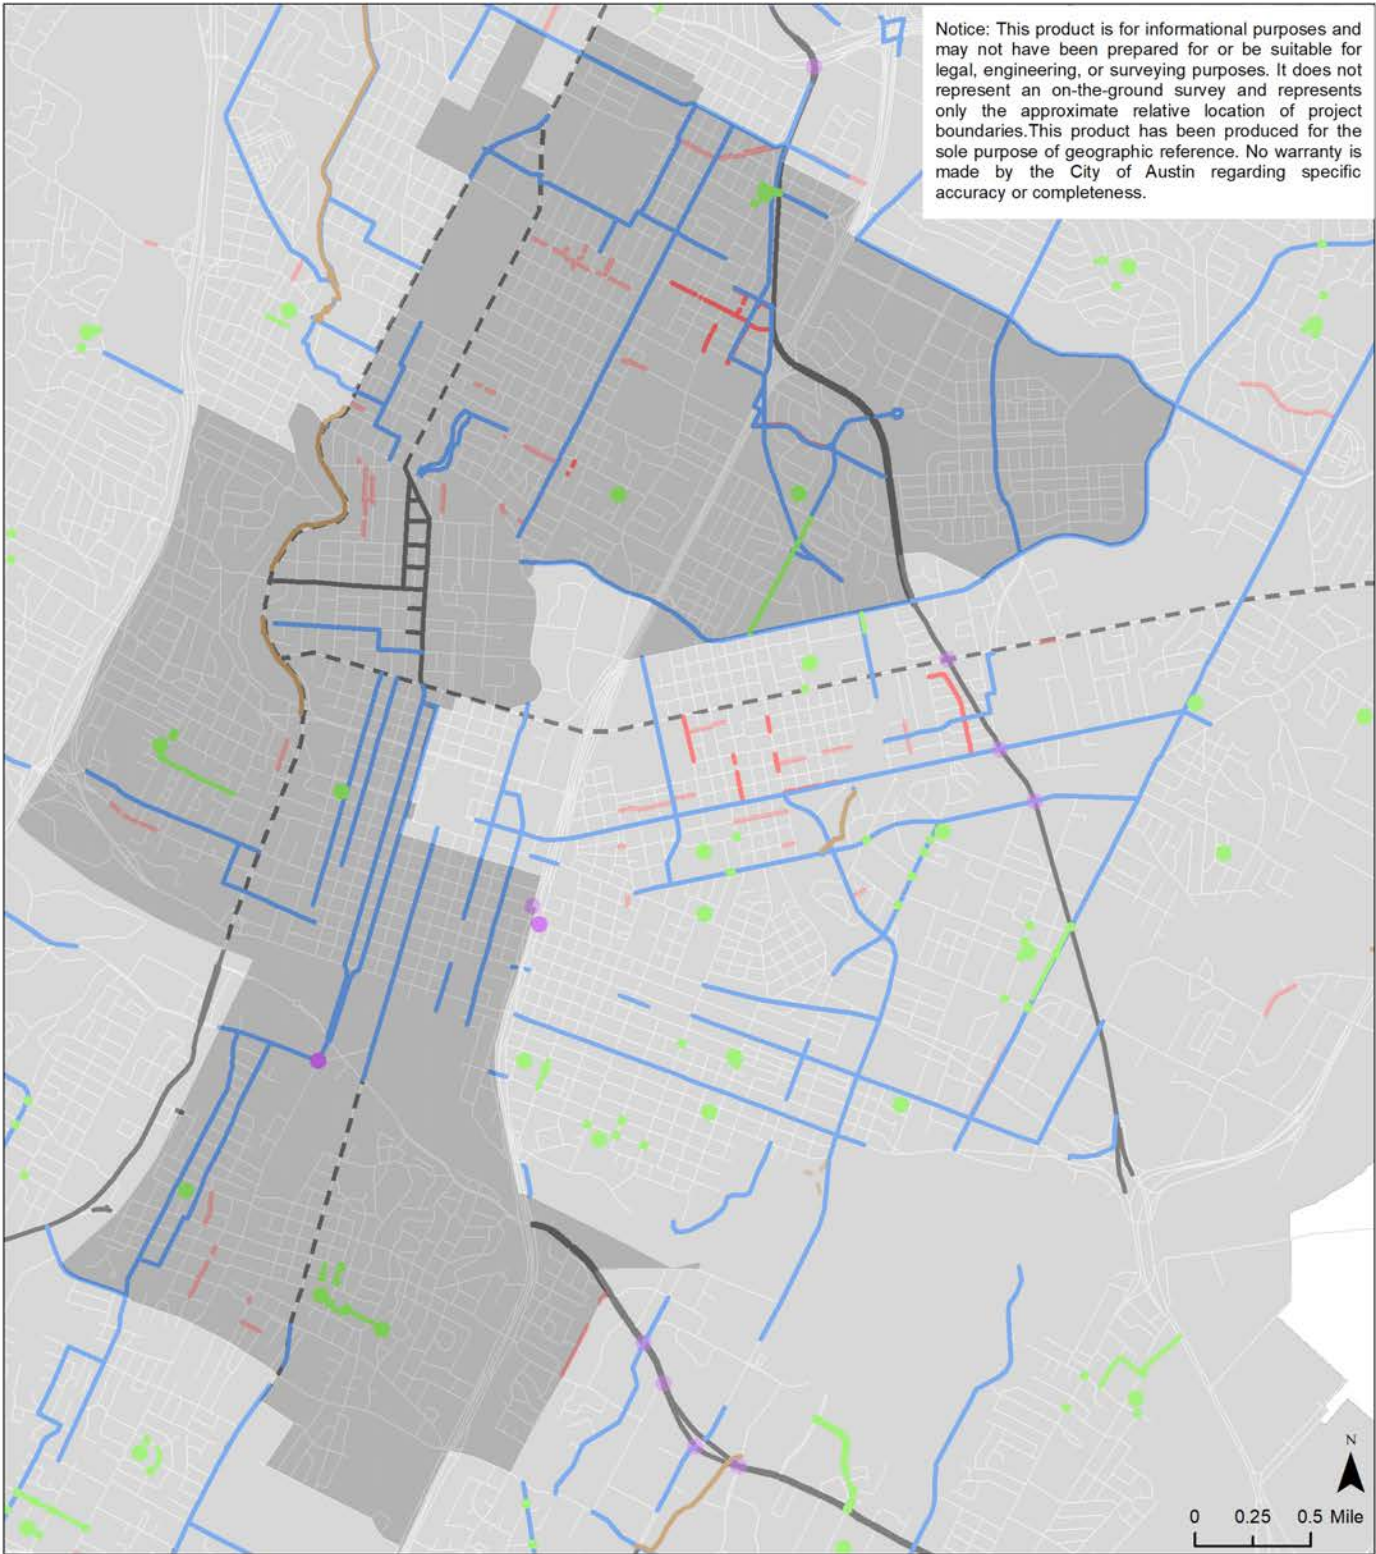 Notice: This product is for informational purposes and
may not have been prepared for or be suitable for
legal, engineering, or surveying purposes. It does not
represent an on-the-ground survey and represents
only the approximate relative location of project
boundaries.This product has been produced for the
sole purpose of geographic reference. No warranty is
made by the City of Austin regarding specific
accuracy or completeness.
N
0 0.25 0.5 Mile